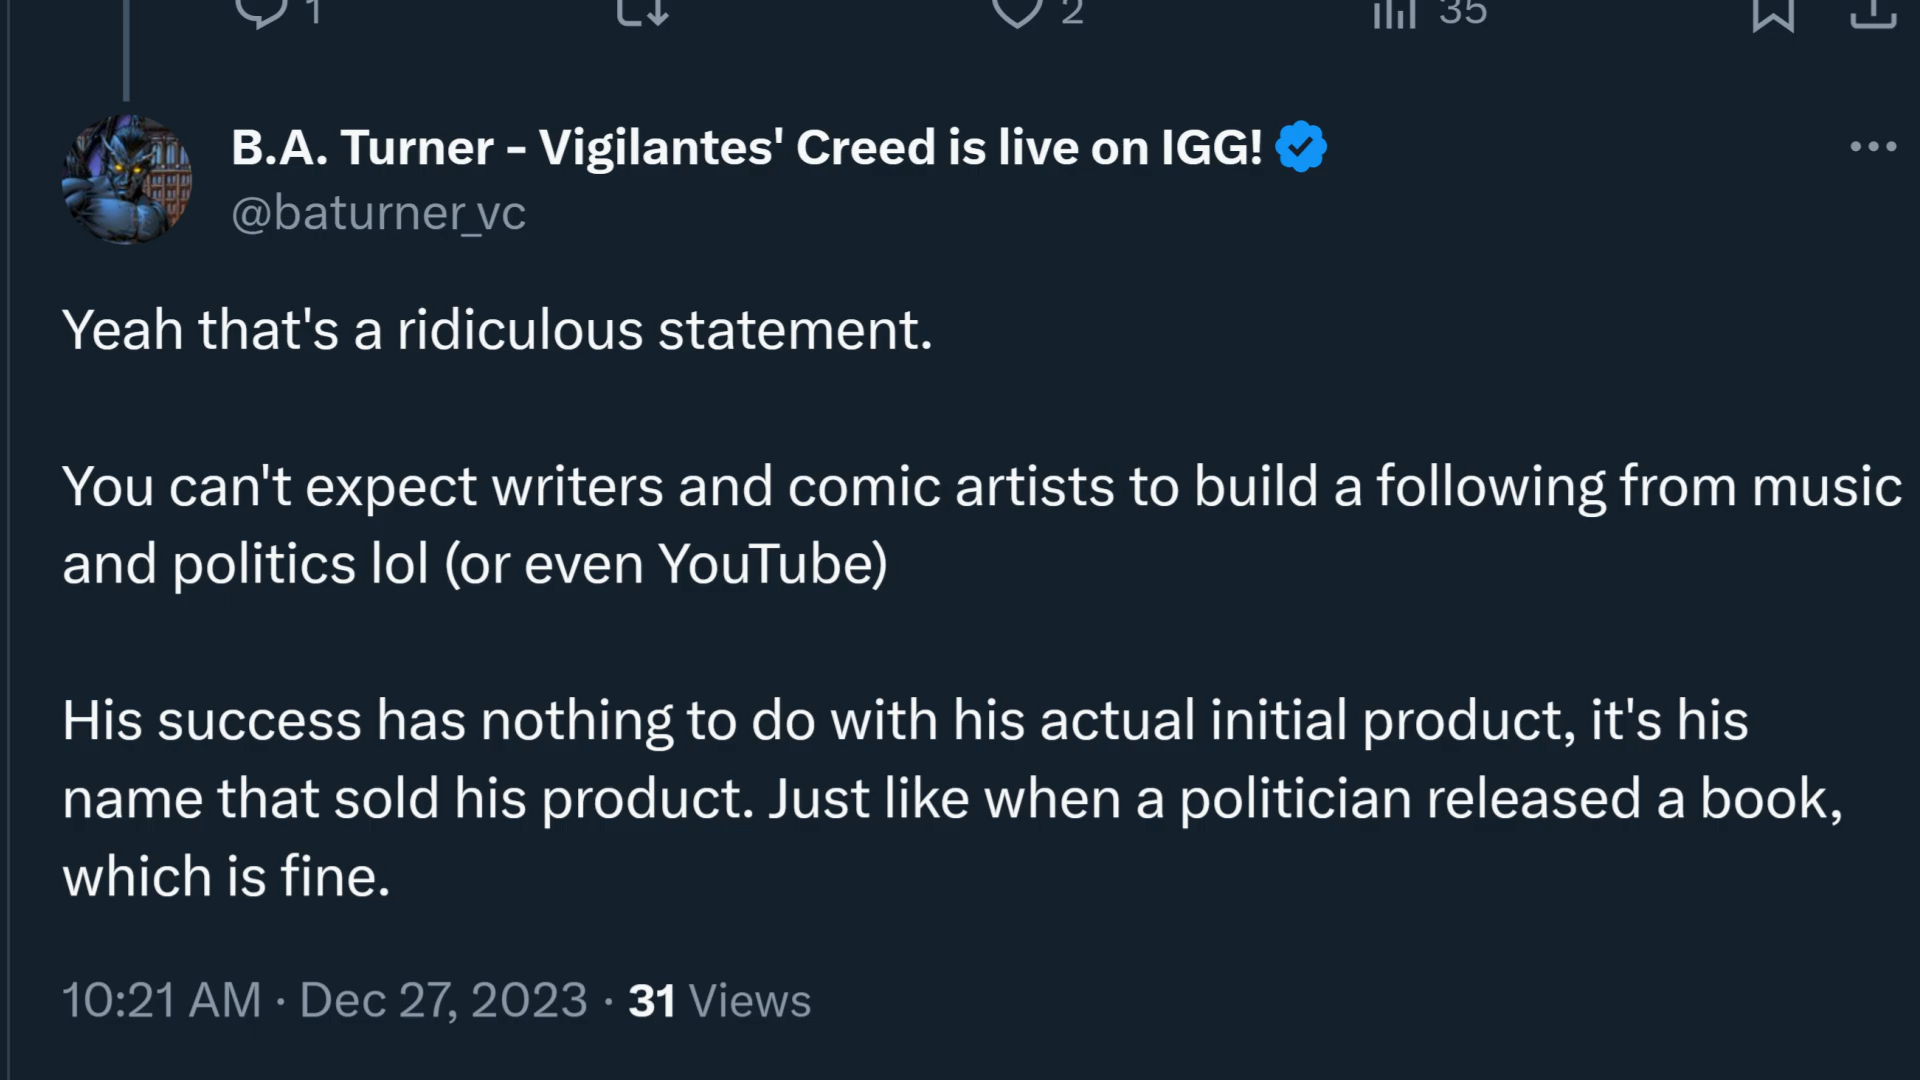 1 2 35
B.A. Turner - Vigilantes' Creed is live on IGG!
@baturner_vc
Yeah that's a ridiculous statement.
You can't expect writers and comic artists to build a following from music
and politics lol (or even YouTube)
His success has nothing to do with his actual initial product, it's his
name that sold his product. Just like when a politician released a book,
which is fine.
10:21 AM · Dec 27, 2023 · 31 Views